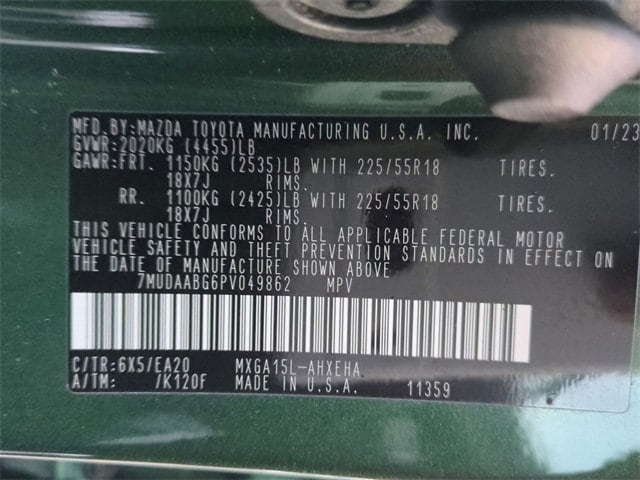 MFD.BY:MAZDA TOYOTA MANUFACTURING U.S.A. INC. 01/23
GVWR:2020KG (4455)LB
GAWR:FRT. 1150KG (2535)LB WITH 225/55R18 TIRES.
18X7J RIMS.
RR. 1100KG (2425)LB WITH 225/55R18 TIRES.
18X7J RIMS.
THIS VEHICLE CONFORMS TO ALL APPLICABLE FEDERAL MOTOR
VEHICLE SAFETY AND THEFT PREVENTION STANDARDS IN EFFECT ON
THE DATE OF MANUFACTURE SHOWN ABOVE
7MUDAABG6PV049862 MPV
C/TR:6X5/EA20 MXGA15L-AHXEHA
A/TM: /K120F MADE IN U.S.A. 11359